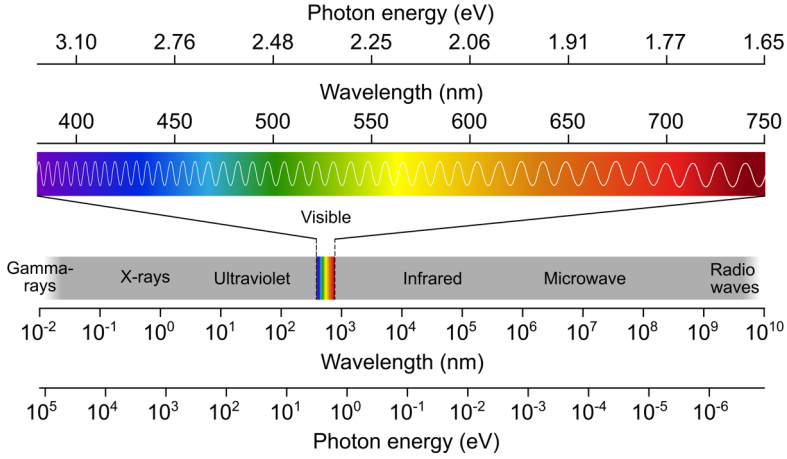 Photon energy (eV)
3.10 2.76 2.48 2.25 2.06 1.91 1.77 1.65
Wavelength (nm)
400 450 500 550 600 650 700 750
Visible
Gamma-
rays
X-rays
Ultraviolet
Infrared
Microwave
Radio
waves
10⁻² 10⁻¹ 10⁰ 10¹ 10² 10³ 10⁴ 10⁵ 10⁶ 10⁷ 10⁸ 10⁹ 10¹⁰
Wavelength (nm)
10⁵ 10⁴ 10³ 10² 10¹ 10⁰ 10⁻¹ 10⁻² 10⁻³ 10⁻⁴ 10⁻⁵ 10⁻⁶
Photon energy (eV)